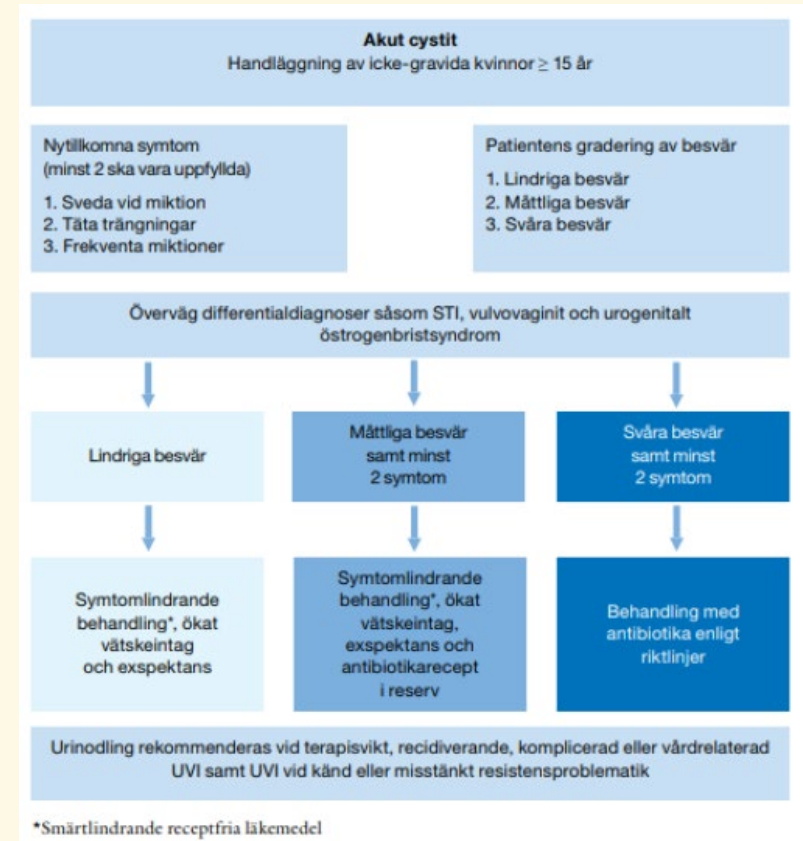 Akut cystit
Handläggning av icke-gravida kvinnor ≥ 15 år
Nytillkomna symtom
(minst 2 ska vara uppfyllda)
1. Sveda vid miktion
2. Täta trängningar
3. Frekventa miktioner
Patientens gradering av besvär
1. Lindriga besvär
2. Måttliga besvär
3. Svåra besvär
Överväg differentialdiagnoser såsom STI, vulvovaginit och urogenitalt
östrogenbristsyndrom
Lindriga besvär
Måttliga besvär
samt minst
2 symtom
Svåra besvär
samt minst
2 symtom
Symtomlindrande
behandling*, ökat
vätskeintag
och exspektans
Symtomlindrande
behandling*, ökat
vätskeintag,
exspektans och
antibiotikarecept
i reserv
Behandling med
antibiotika enligt
riktlinjer
Urinodling rekommenderas vid terapisvikt, recidiverande, komplicerad eller vårdrelaterad
UVI samt UVI vid känd eller misstänkt resistensproblematik
*Smärtlindrande receptfria läkemedel